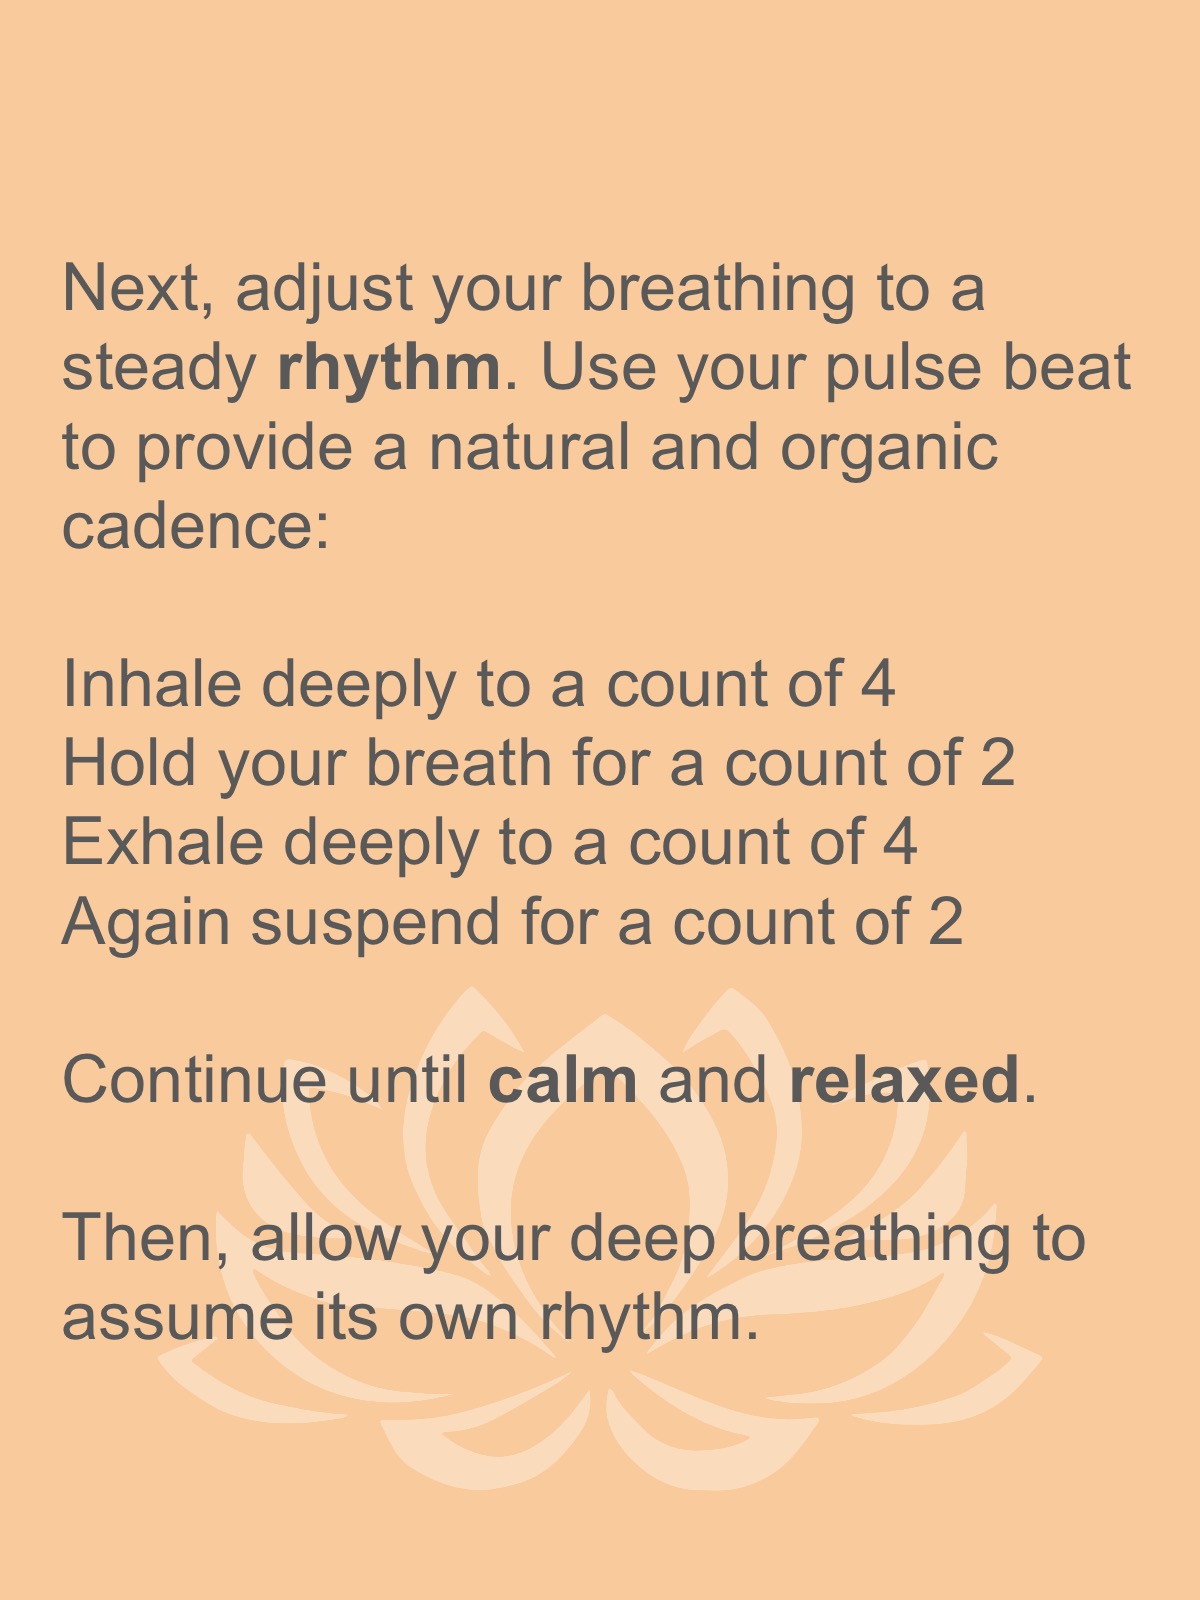 Next, adjust your breathing to a
steady rhythm. Use your pulse beat
to provide a natural and organic
cadence:
Inhale deeply to a count of 4
Hold your breath for a count of 2
Exhale deeply to a count of 4
Again suspend for a count of 2
Continue until calm and relaxed.
Then, allow your deep breathing to
assume its own rhythm.